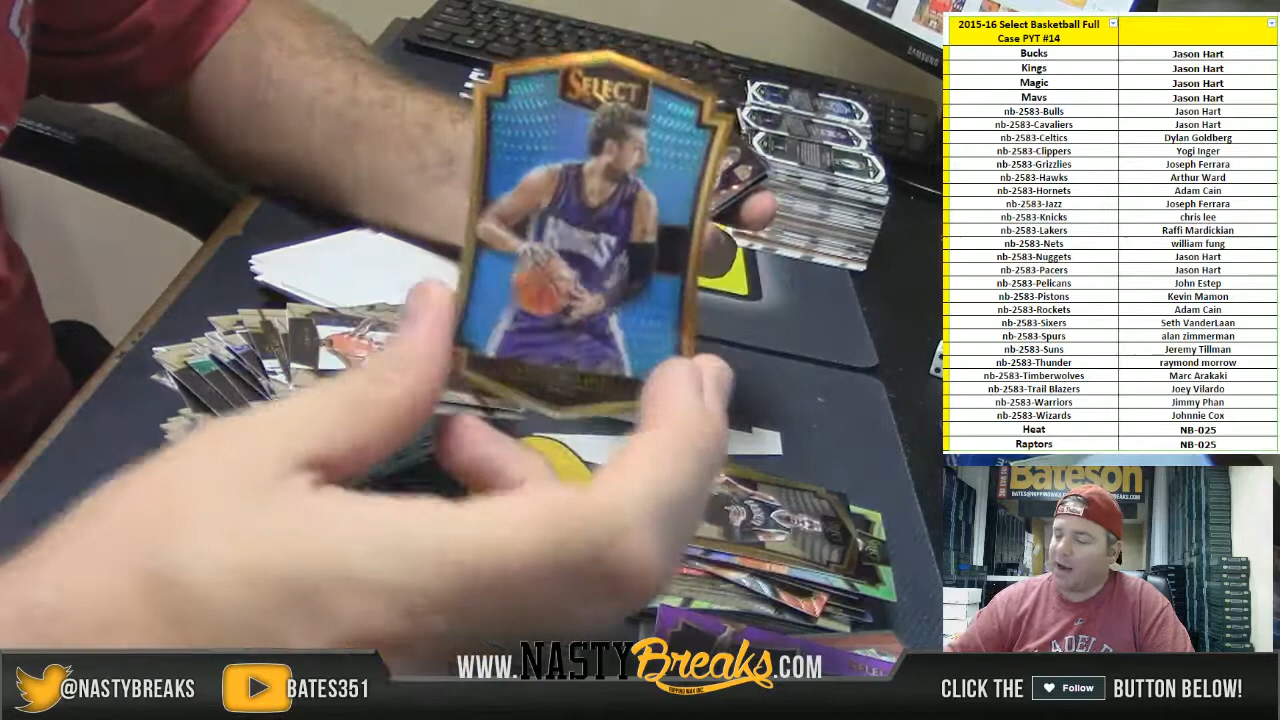 SELECT
SAMSUNG
2015-16 Select Basketball Full
Case PYT #14
Bucks Jason Hart
Kings Jason Hart
Magic Jason Hart
Mavs Jason Hart
nb-2583-Bulls Jason Hart
nb-2583-Cavaliers Jason Hart
nb-2583-Celtics Dylan Goldberg
nb-2583-Clippers Yogi Inger
nb-2583-Grizzlies Joseph Ferrara
nb-2583-Hawks Arthur Ward
nb-2583-Hornets Adam Cain
nb-2583-Jazz Joseph Ferrara
nb-2583-Knicks chris lee
nb-2583-Lakers Raffi Mardickian
nb-2583-Nets william fung
nb-2583-Nuggets Jason Hart
nb-2583-Pacers Jason Hart
nb-2583-Pelicans John Estep
nb-2583-Pistons Kevin Mamon
nb-2583-Rockets Adam Cain
nb-2583-Sixers Seth VanderLaan
nb-2583-Spurs alan zimmerman
nb-2583-Suns Jeremy Tillman
nb-2583-Thunder raymond morrow
nb-2583-Timberwolves Marc Arakaki
nb-2583-Trail Blazers Joey Vilardo
nb-2583-Warriors Jimmy Phan
nb-2583-Wizards Johnnie Cox
Heat NB-025
Raptors NB-025
Bateson
@NASTYBREAKS
BATES351
WWW.NASTYBreaks.COM
RIPPING WAX INC.
CLICK THE Follow BUTTON BELOW!